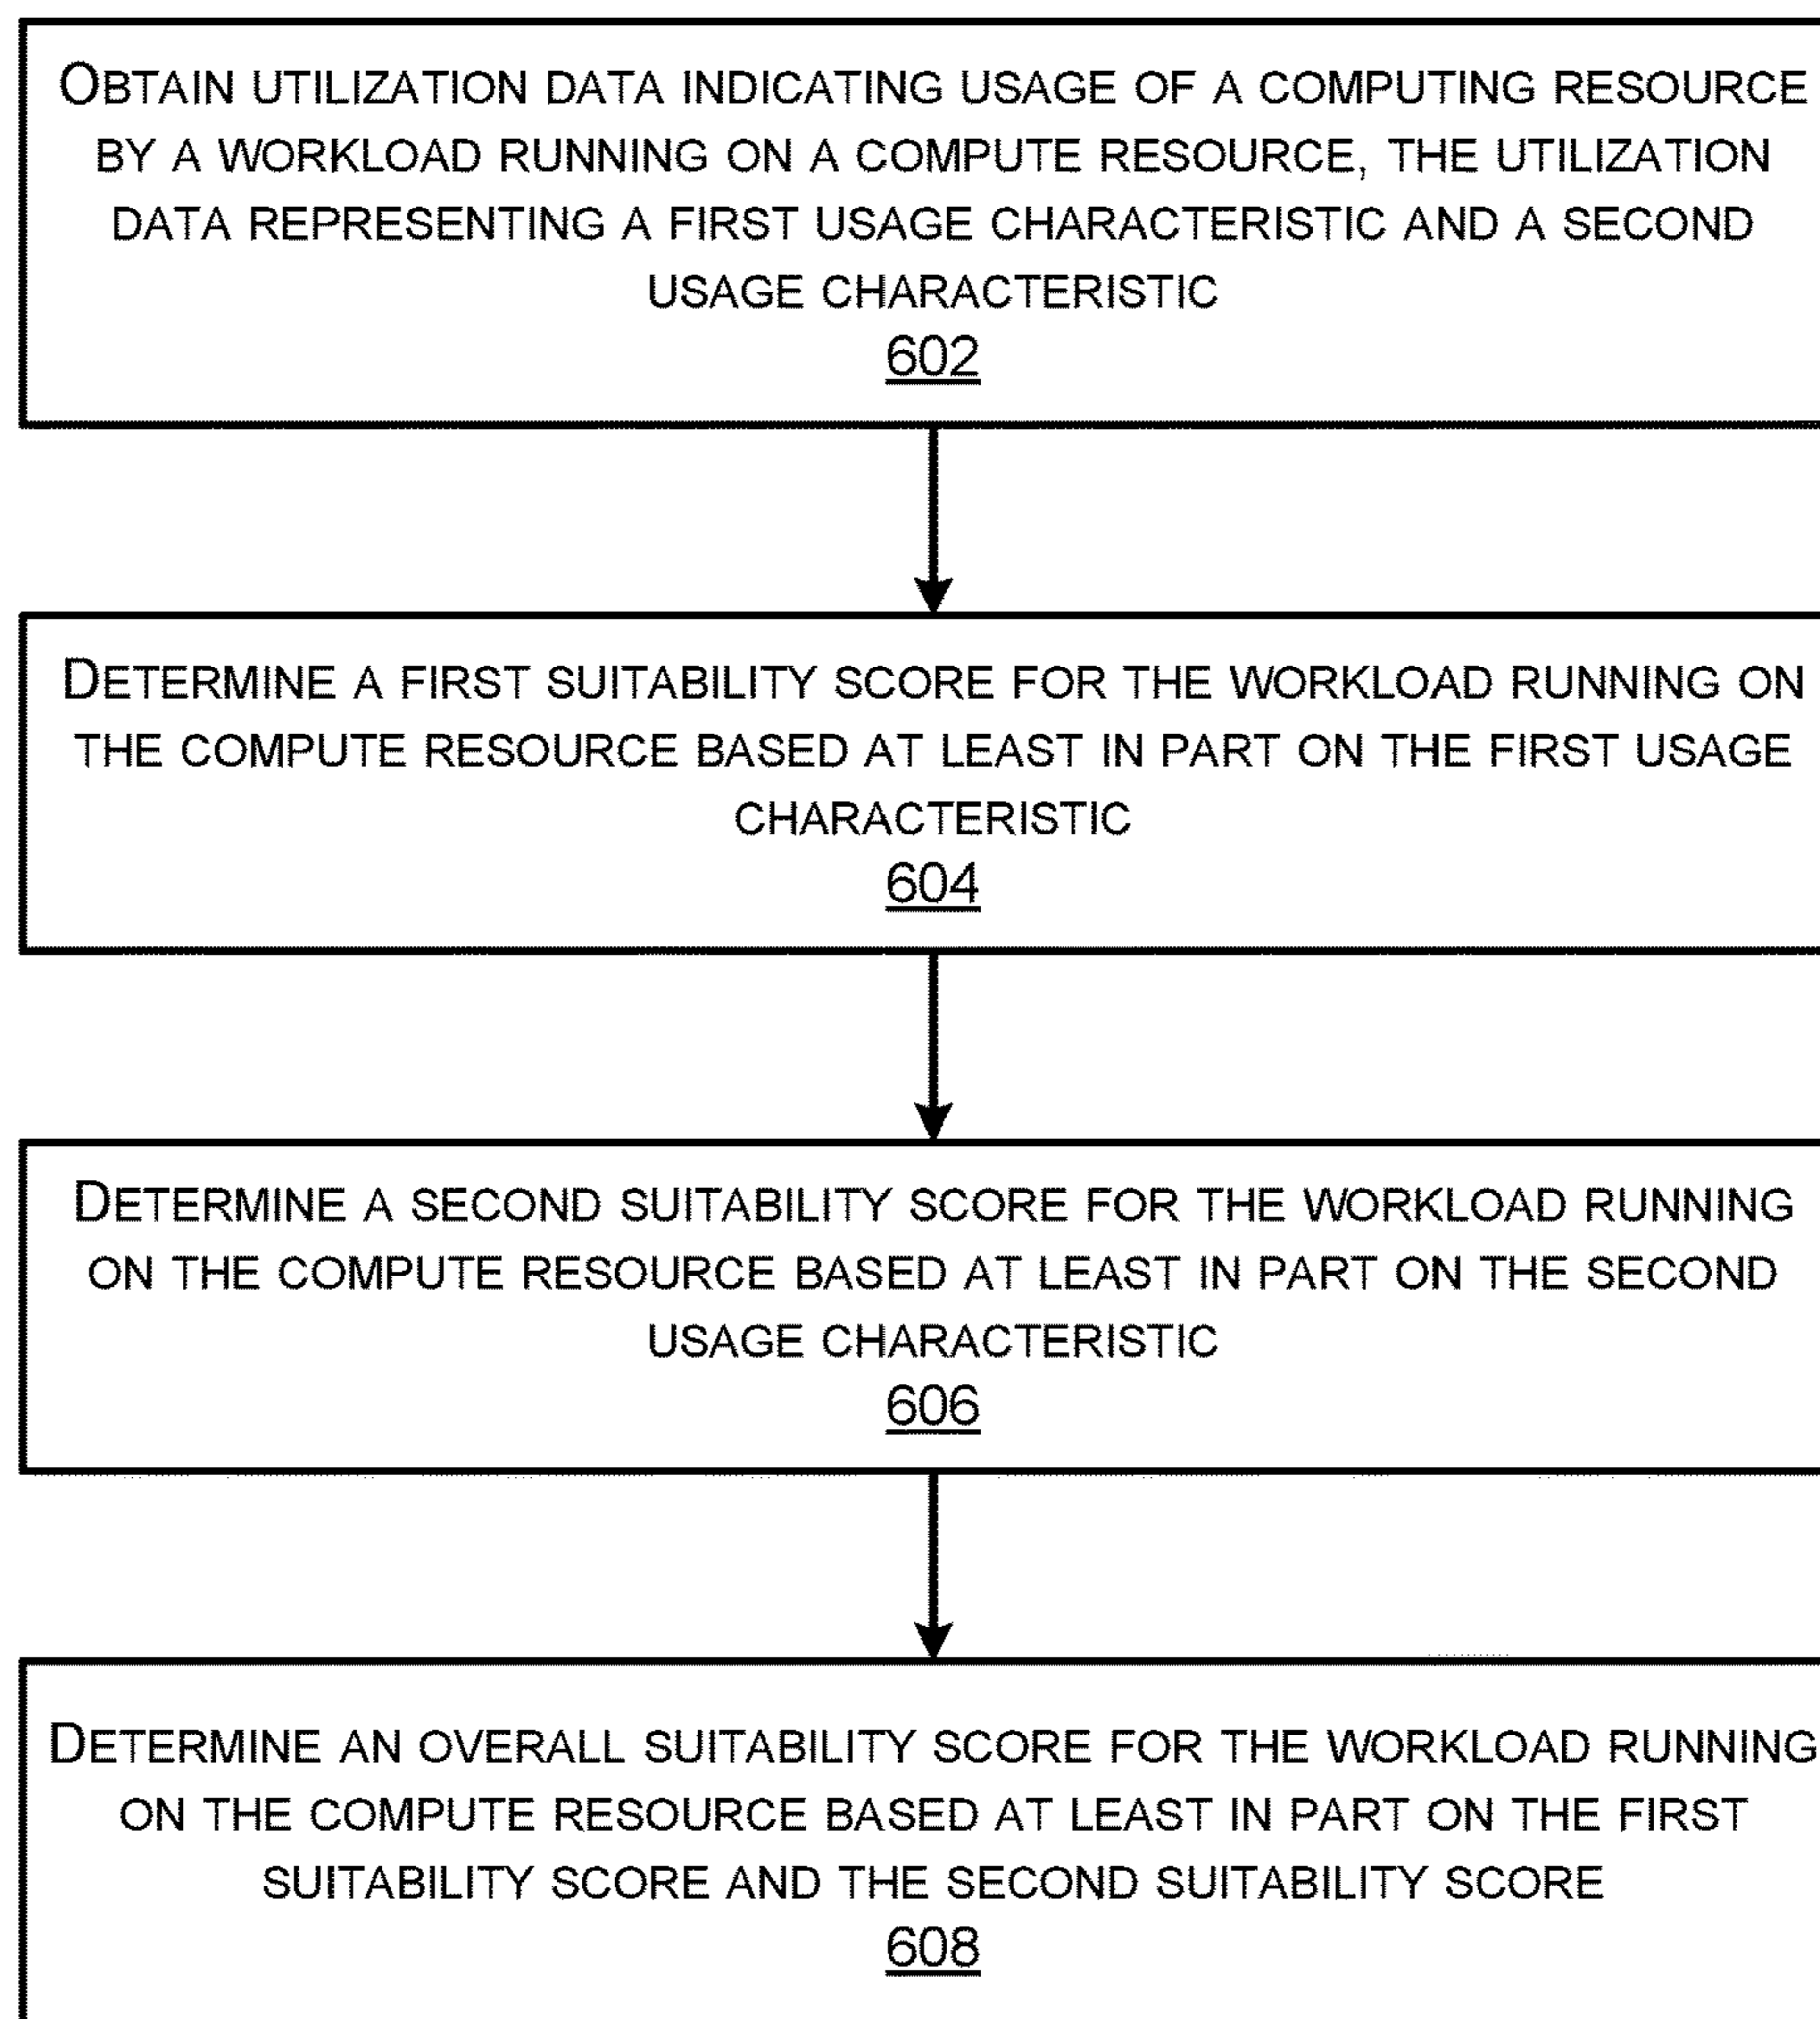 OBTAIN UTILIZATION DATA INDICATING USAGE OF A COMPUTING RESOURCE
BY A WORKLOAD RUNNING ON A COMPUTE RESOURCE, THE UTILIZATION
DATA REPRESENTING A FIRST USAGE CHARACTERISTIC AND A SECOND
USAGE CHARACTERISTIC
602
DETERMINE A FIRST SUITABILITY SCORE FOR THE WORKLOAD RUNNING ON
THE COMPUTE RESOURCE BASED AT LEAST IN PART ON THE FIRST USAGE
CHARACTERISTIC
604
DETERMINE A SECOND SUITABILITY SCORE FOR THE WORKLOAD RUNNING
ON THE COMPUTE RESOURCE BASED AT LEAST IN PART ON THE SECOND
USAGE CHARACTERISTIC
606
DETERMINE AN OVERALL SUITABILITY SCORE FOR THE WORKLOAD RUNNING
ON THE COMPUTE RESOURCE BASED AT LEAST IN PART ON THE FIRST
SUITABILITY SCORE AND THE SECOND SUITABILITY SCORE
608